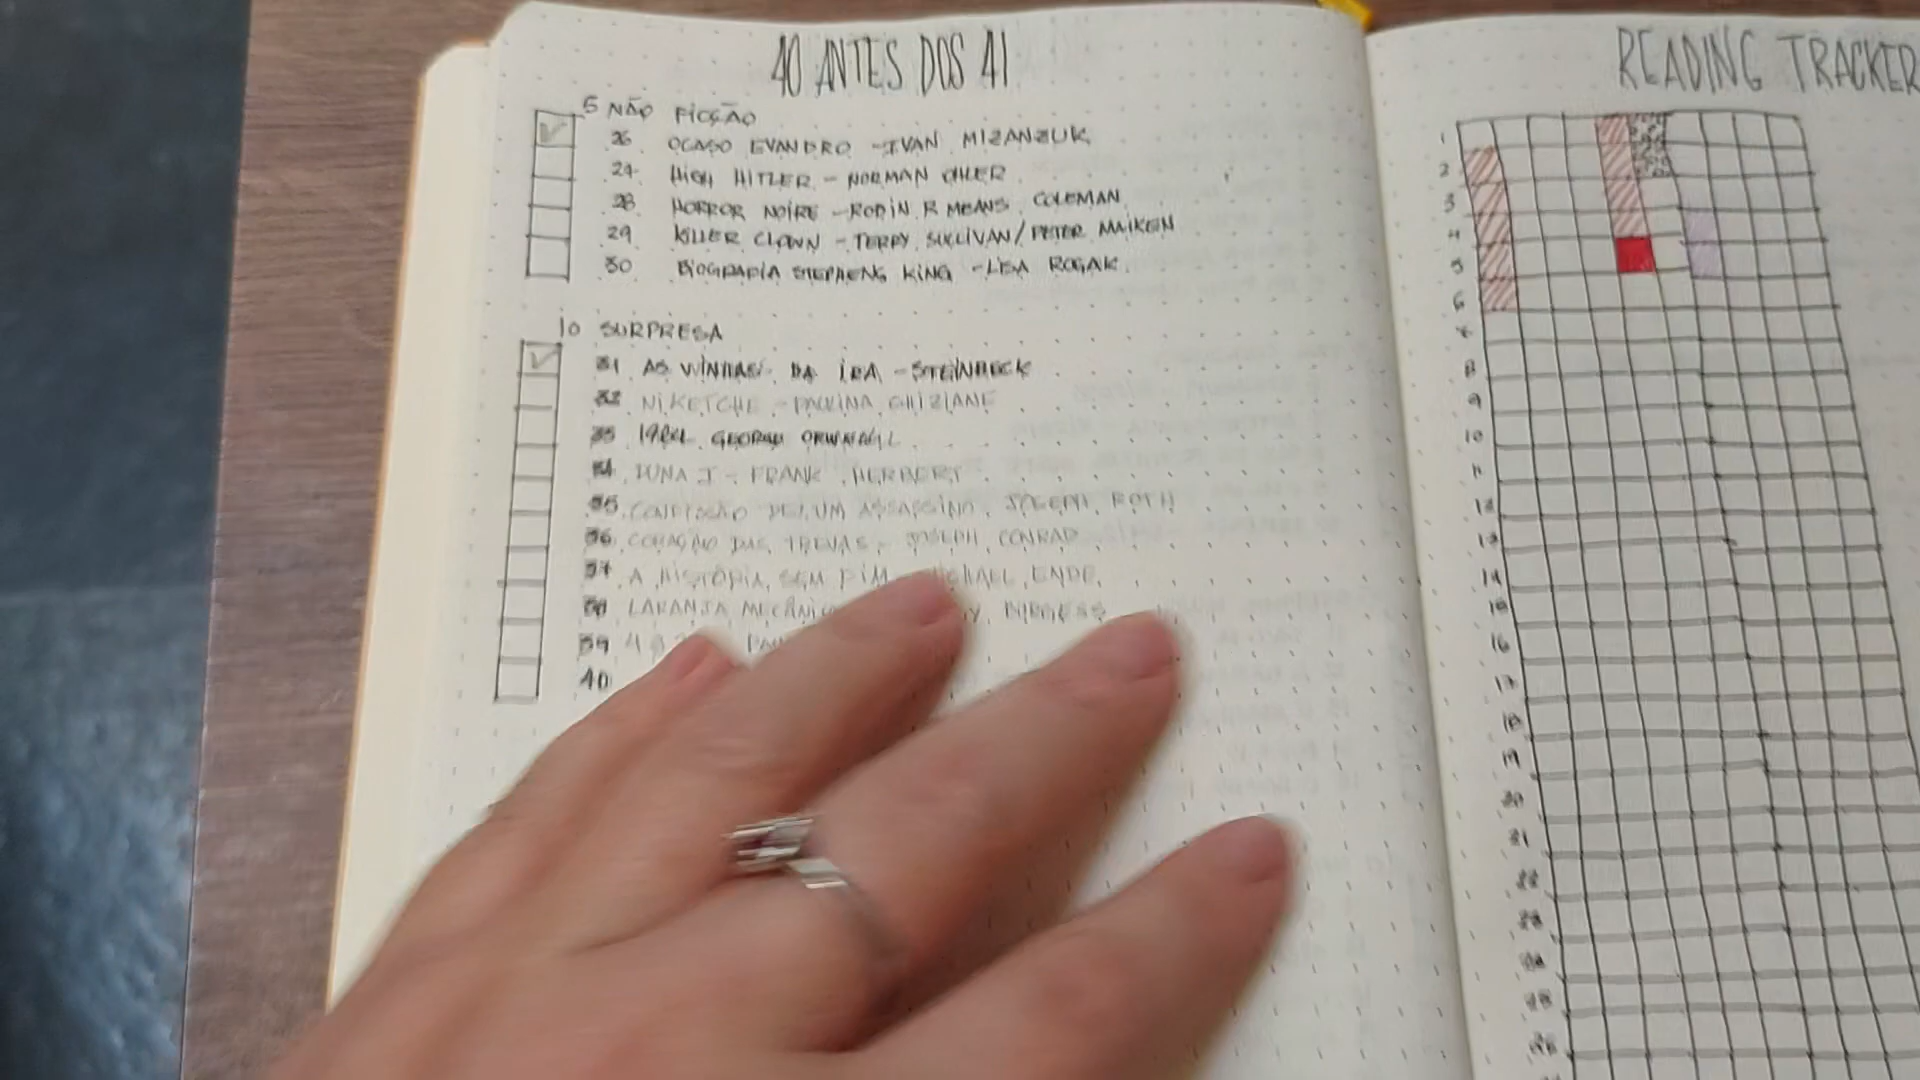 40 ANTES DOS 41
5 NÃO FICÇÃO
26 O CASO EVANDRO - IVAN MIZANZUK
27 HIGH HITLER - NORMAN OHLER
28 HORROR NOIRE - ROBIN R MEANS COLEMAN
29 KILLER CLOWN - TERRY SULLIVAN/PETER MAIKEN
30 BIOGRAFIA STEPHENG KING - LISA ROGAK
10 SURPRESA
31 AS VINHAS DA IRA - STEINBECK
32 NIKETCHE - PAULINA CHIZIANE
33 1984 GEORGE ORWELL
34 DUNA I - FRANK HERBERT
35 CONFISSÃO DE UM ASSASSINO JOSEPH ROTH
36 CORAÇÃO DAS TREVAS - JOSEPH CONRAD
37 A HISTÓRIA SEM FIM ENDE
38 LARANJA BURGESS
39 4
40
READING TRACKER
1
2
3
4
5
6
7
8
9
10
11
12
13
14
15
16
17
18
19
20
21
22
23
24
25
26